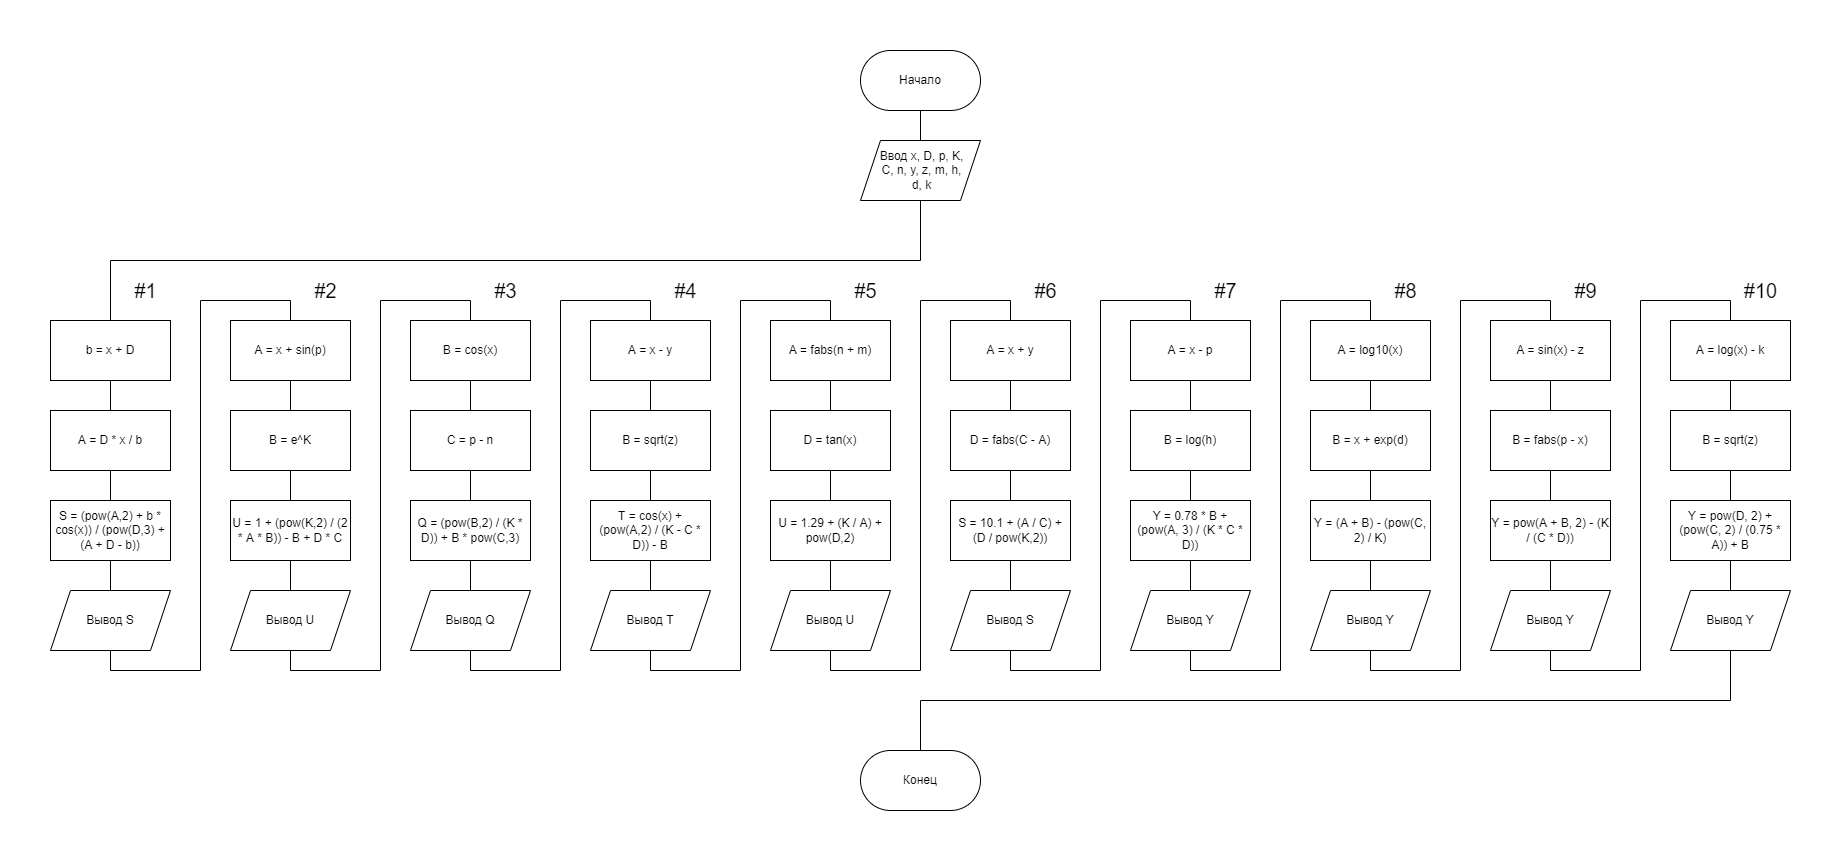 Начало
Ввод x, D, p, K,
C, n, y, z, m, h,
d, k
#1
b = x + D
A = D * x / b
S = (pow(A,2) + b *
cos(x)) / (pow(D,3) +
(A + D - b))
Вывод S
#2
A = x + sin(p)
B = e^K
U = 1 + (pow(K,2) / (2
* A * B)) - B + D * C
Вывод U
#3
B = cos(x)
C = p - n
Q = (pow(B,2) / (K *
D)) + B * pow(C,3)
Вывод Q
#4
A = x - y
B = sqrt(z)
T = cos(x) +
(pow(A,2) / (K - C *
D)) - B
Вывод T
#5
A = fabs(n + m)
D = tan(x)
U = 1.29 + (K / A) +
pow(D,2)
Вывод U
#6
A = x + y
D = fabs(C - A)
S = 10.1 + (A / C) +
(D / pow(K,2))
Вывод S
#7
A = x - p
B = log(h)
Y = 0.78 * B +
(pow(A, 3) / (K * C *
D))
Вывод Y
#8
A = log10(x)
B = x + exp(d)
Y = (A + B) - (pow(C,
2) / K)
Вывод Y
#9
A = sin(x) - z
B = fabs(p - x)
Y = pow(A + B, 2) - (K
/ (C * D))
Вывод Y
#10
A = log(x) - k
B = sqrt(z)
Y = pow(D, 2) +
(pow(C, 2) / (0.75 *
A)) + B
Вывод Y
Конец